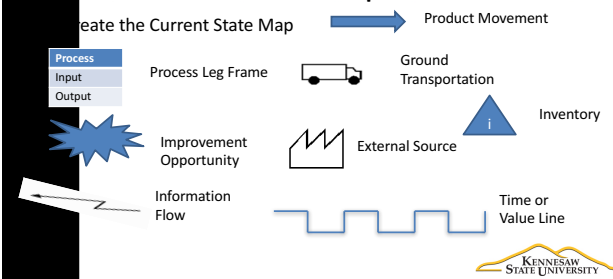 reate the Current State Map
Product Movement
Process
Input
Output
Process Leg Frame
Ground
Transportation
i
Inventory
Improvement
Opportunity
External Source
Information
Flow
Time or
Value Line
KENNESAW
STATE UNIVERSITY